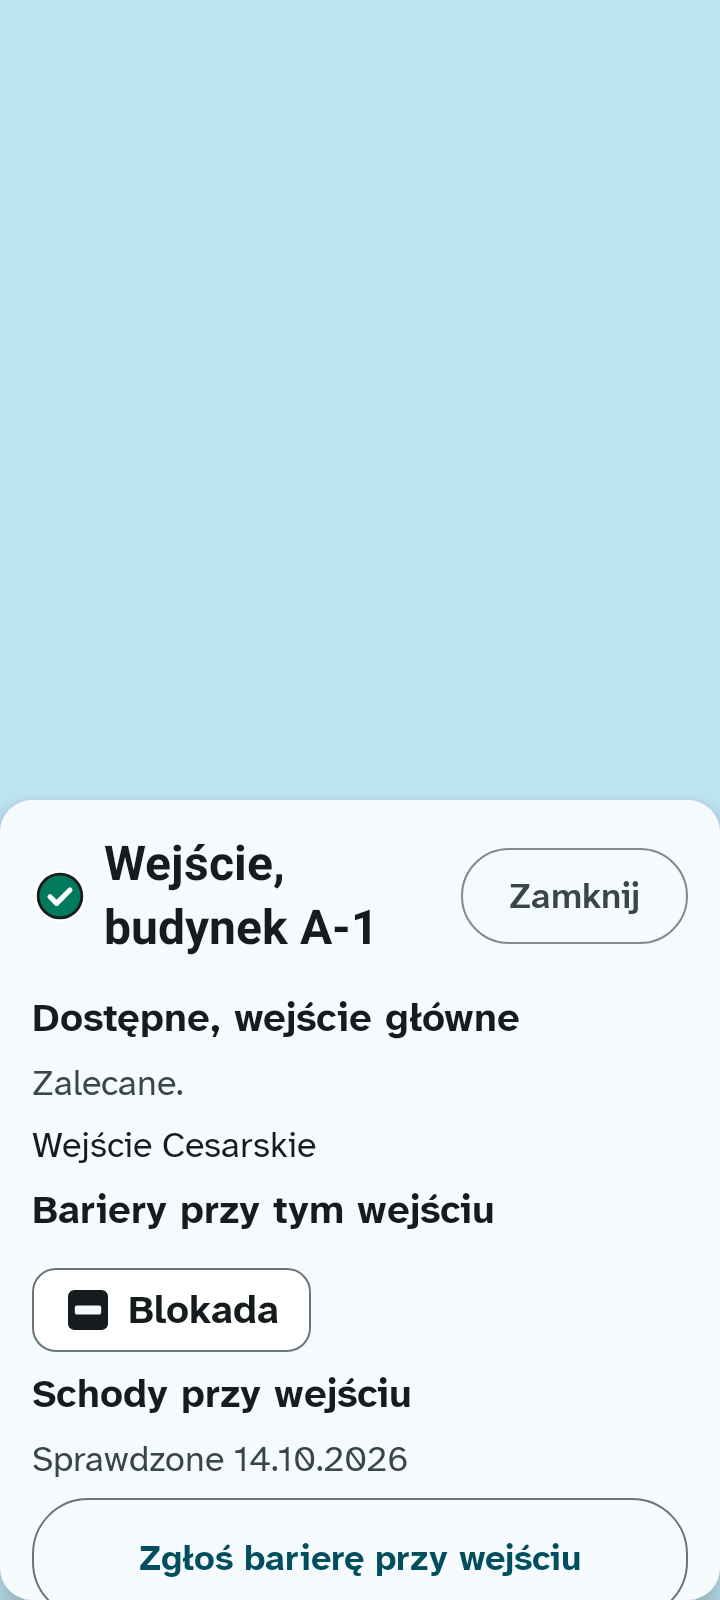 Wejście,
budynek A-1
Zamknij
Dostępne, wejście główne
Zalecane.
Wejście Cesarskie
Bariery przy tym wejściu
Blokada
Schody przy wejściu
Sprawdzone 14.10.2026
Zgłoś barierę przy wejściu